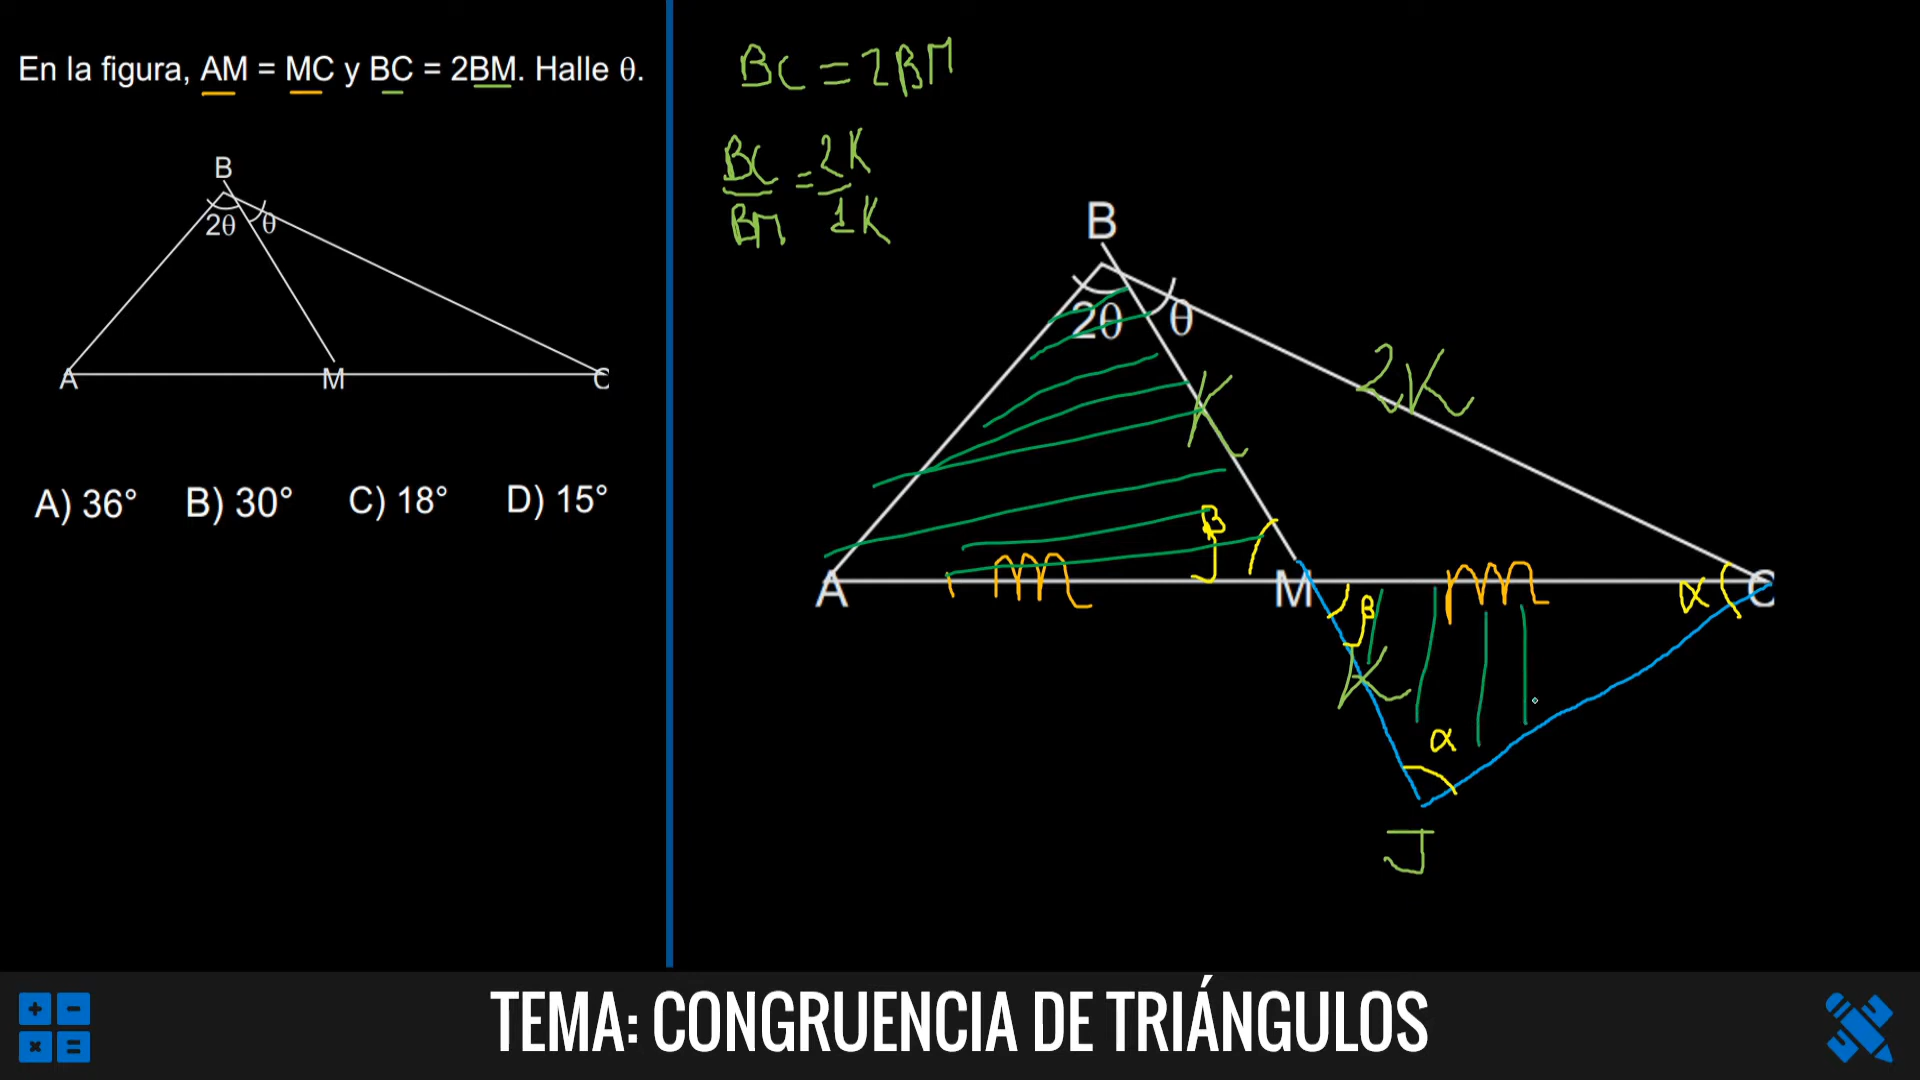 En la figura, AM = MC y BC = 2BM. Halle θ.
B
2θ θ
A M C
A) 36° B) 30° C) 18° D) 15°
BC = 2BM
BC/BM = 2K/1K
B
2θ θ
2K
K
β
A m M m α C
β
K
α
J
TEMA: CONGRUENCIA DE TRIÁNGULOS